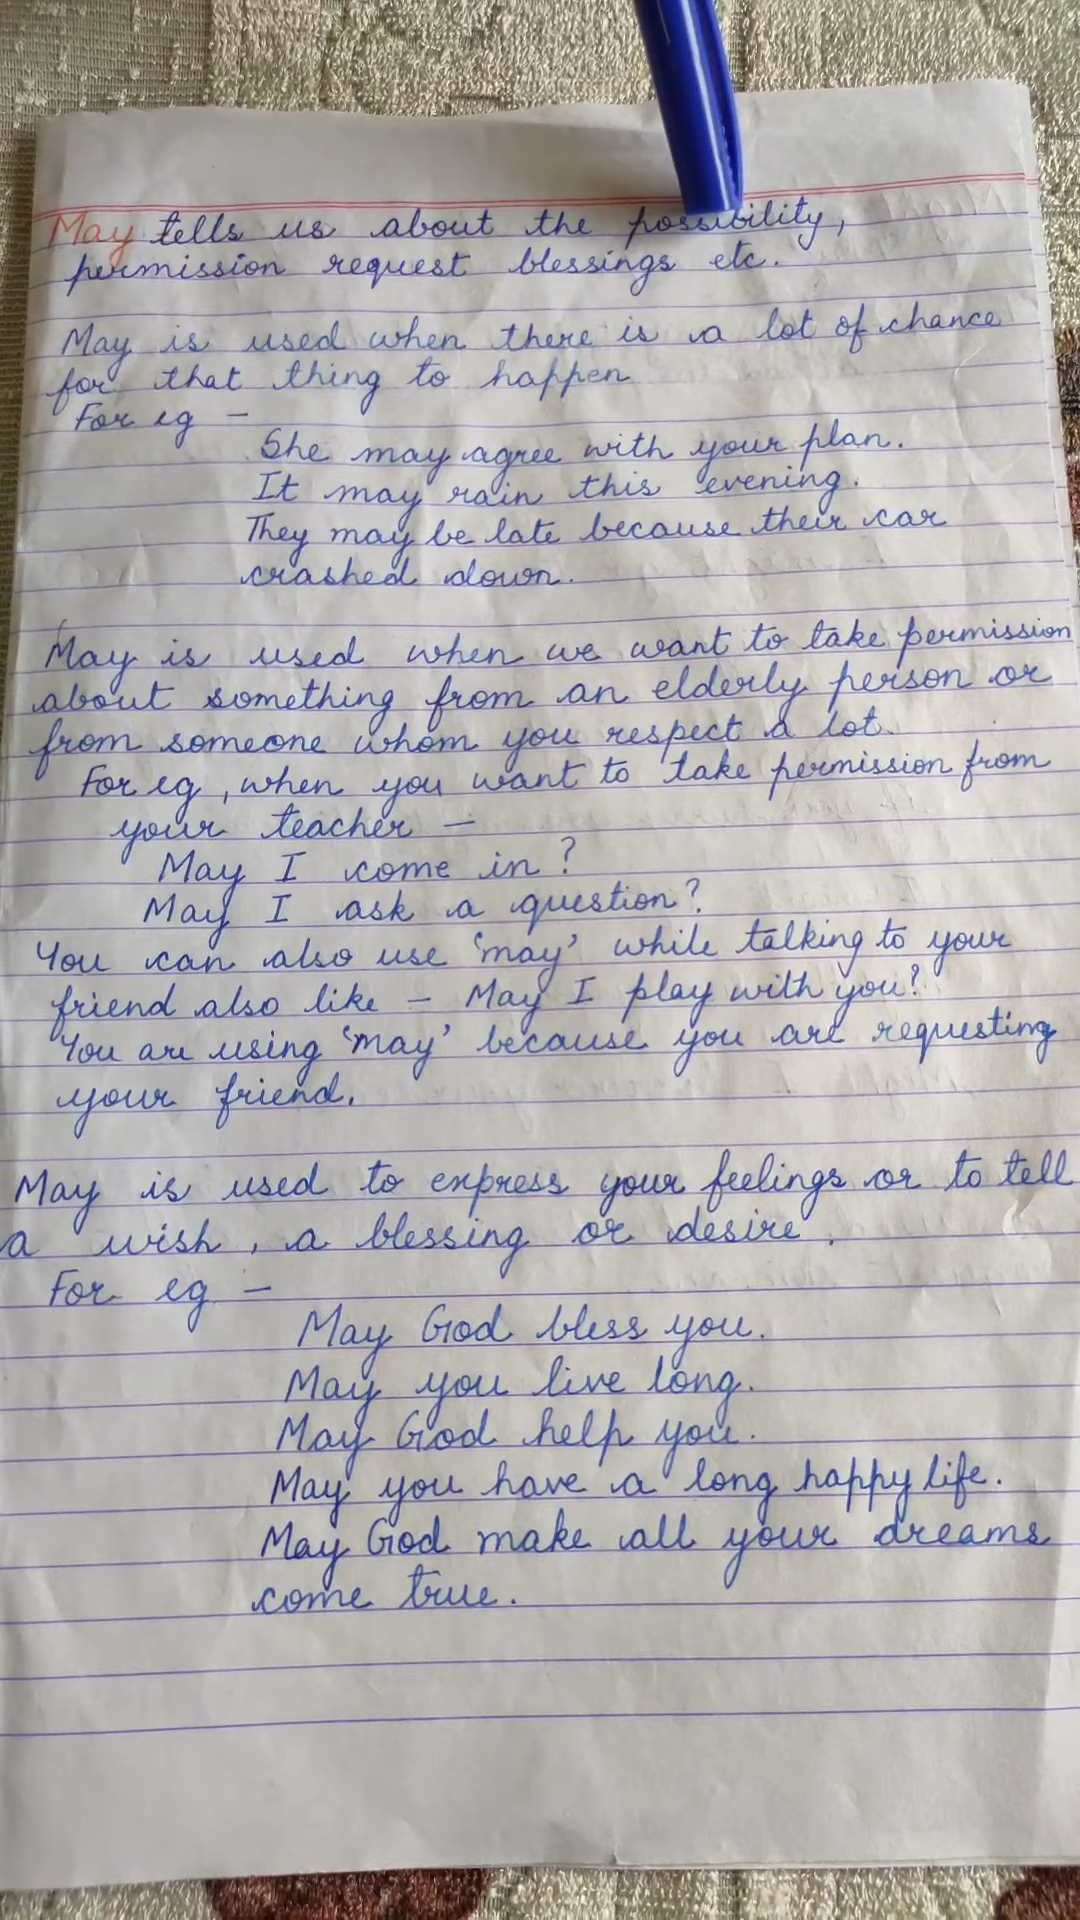 May tells us about the possibility,
permission request blessings etc.
May is used when there is a lot of chance
for that thing to happen
For eg -
She may agree with your plan.
It may rain this evening.
They may be late because their car
crashed down.
May is used when we want to take permission
about something from an elderly person or
from someone whom you respect a lot.
For eg, when you want to take permission from
your teacher -
May I come in?
May I ask a question?
You can also use 'may' while talking to your
friend also like - May I play with you?
You are using 'may' because you are requesting
your friend.
May is used to express your feelings or to tell
a wish, a blessing or desire.
For eg -
May God bless you.
May you live long.
May God help you.
May you have a long happy life.
May God make all your dreams
come true.